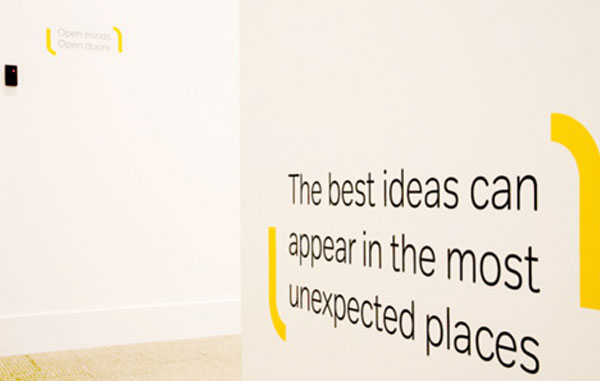 Open minds
Open doors
The best ideas can
appear in the most
unexpected places